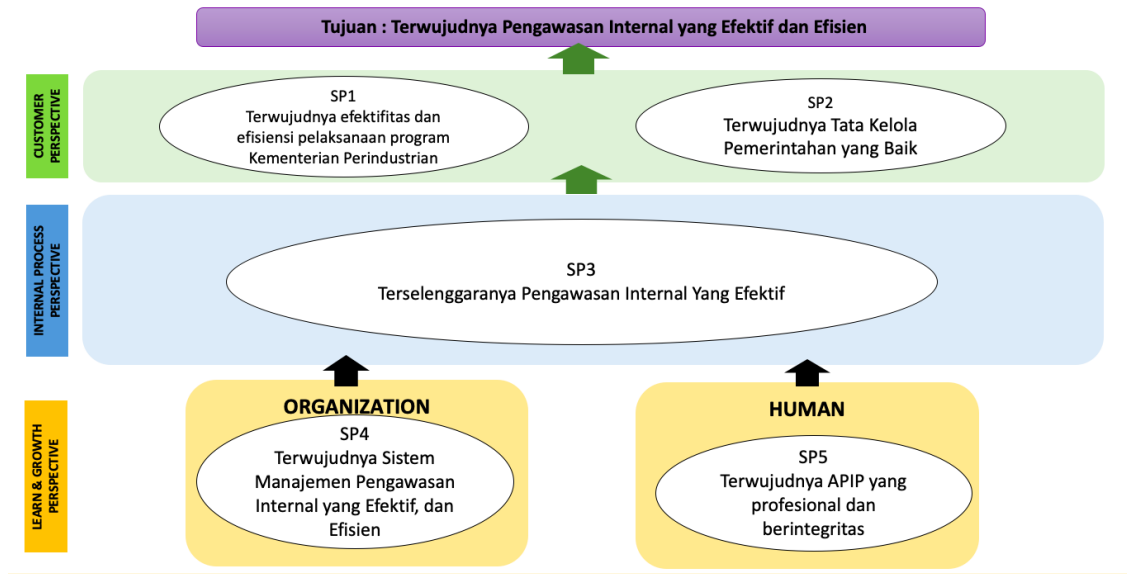 Tujuan : Terwujudnya Pengawasan Internal yang Efektif dan Efisien
CUSTOMER
PERSPECTIVE
SP1
Terwujudnya efektifitas dan
efisiensi pelaksanaan program
Kementerian Perindustrian
SP2
Terwujudnya Tata Kelola
Pemerintahan yang Baik
INTERNAL PROCESS
PERSPECTIVE
SP3
Terselenggaranya Pengawasan Internal Yang Efektif
LEARN & GROWTH
PERSPECTIVE
ORGANIZATION
SP4
Terwujudnya Sistem
Manajemen Pengawasan
Internal yang Efektif, dan
Efisien
HUMAN
SP5
Terwujudnya APIP yang
profesional dan
berintegritas